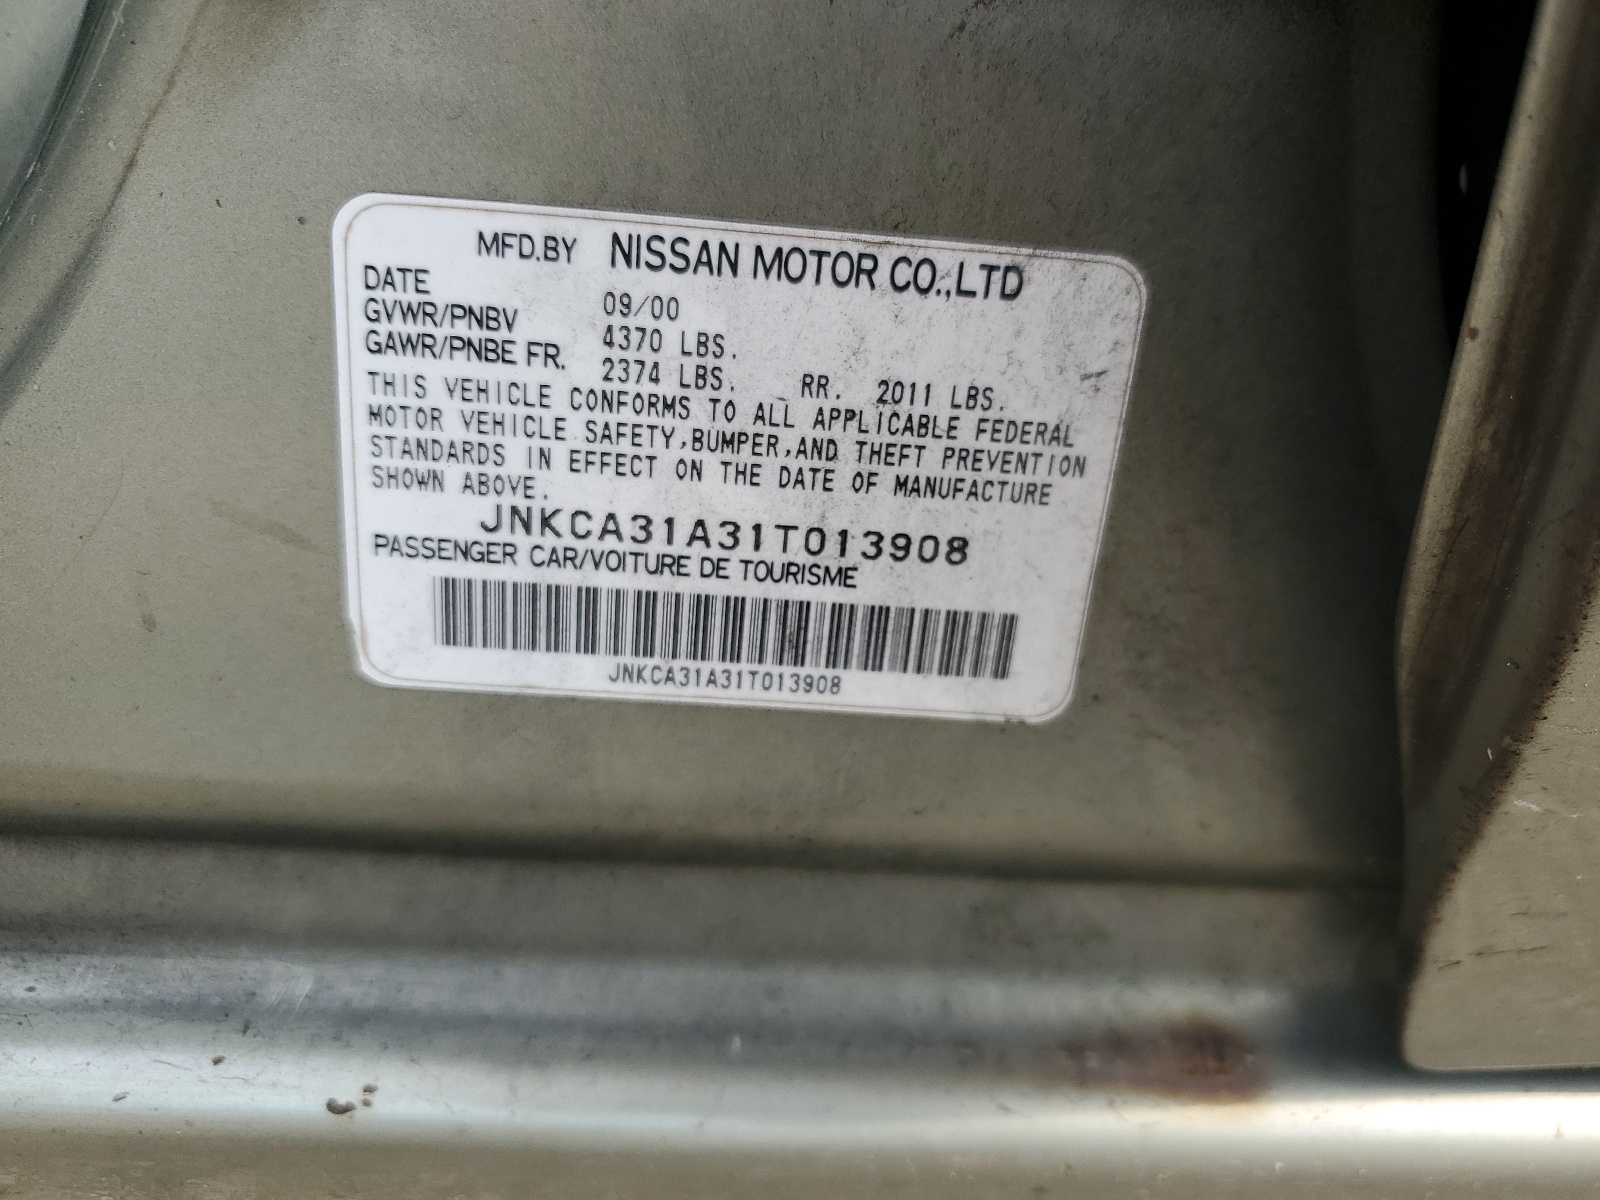 MFD.BY NISSAN MOTOR CO.,LTD
DATE 09/00
GVWR/PNBV 4370 LBS.
GAWR/PNBE FR. 2374 LBS. RR. 2011 LBS.
THIS VEHICLE CONFORMS TO ALL APPLICABLE FEDERAL
MOTOR VEHICLE SAFETY,BUMPER,AND THEFT PREVENTION
STANDARDS IN EFFECT ON THE DATE OF MANUFACTURE
SHOWN ABOVE.
JNKCA31A31T013908
PASSENGER CAR/VOITURE DE TOURISME
JNKCA31A31T013908